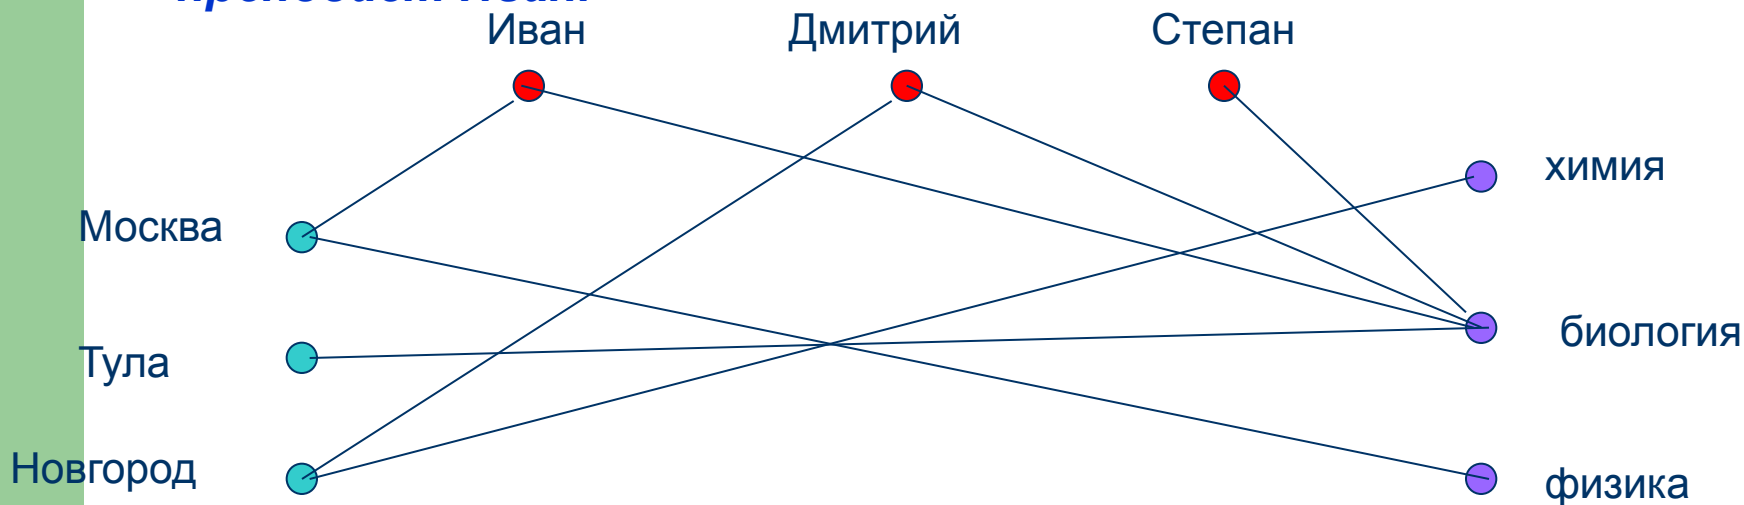 Иван
Дмитрий
Степан
химия
Москва
биология
Тула
Новгород
физика